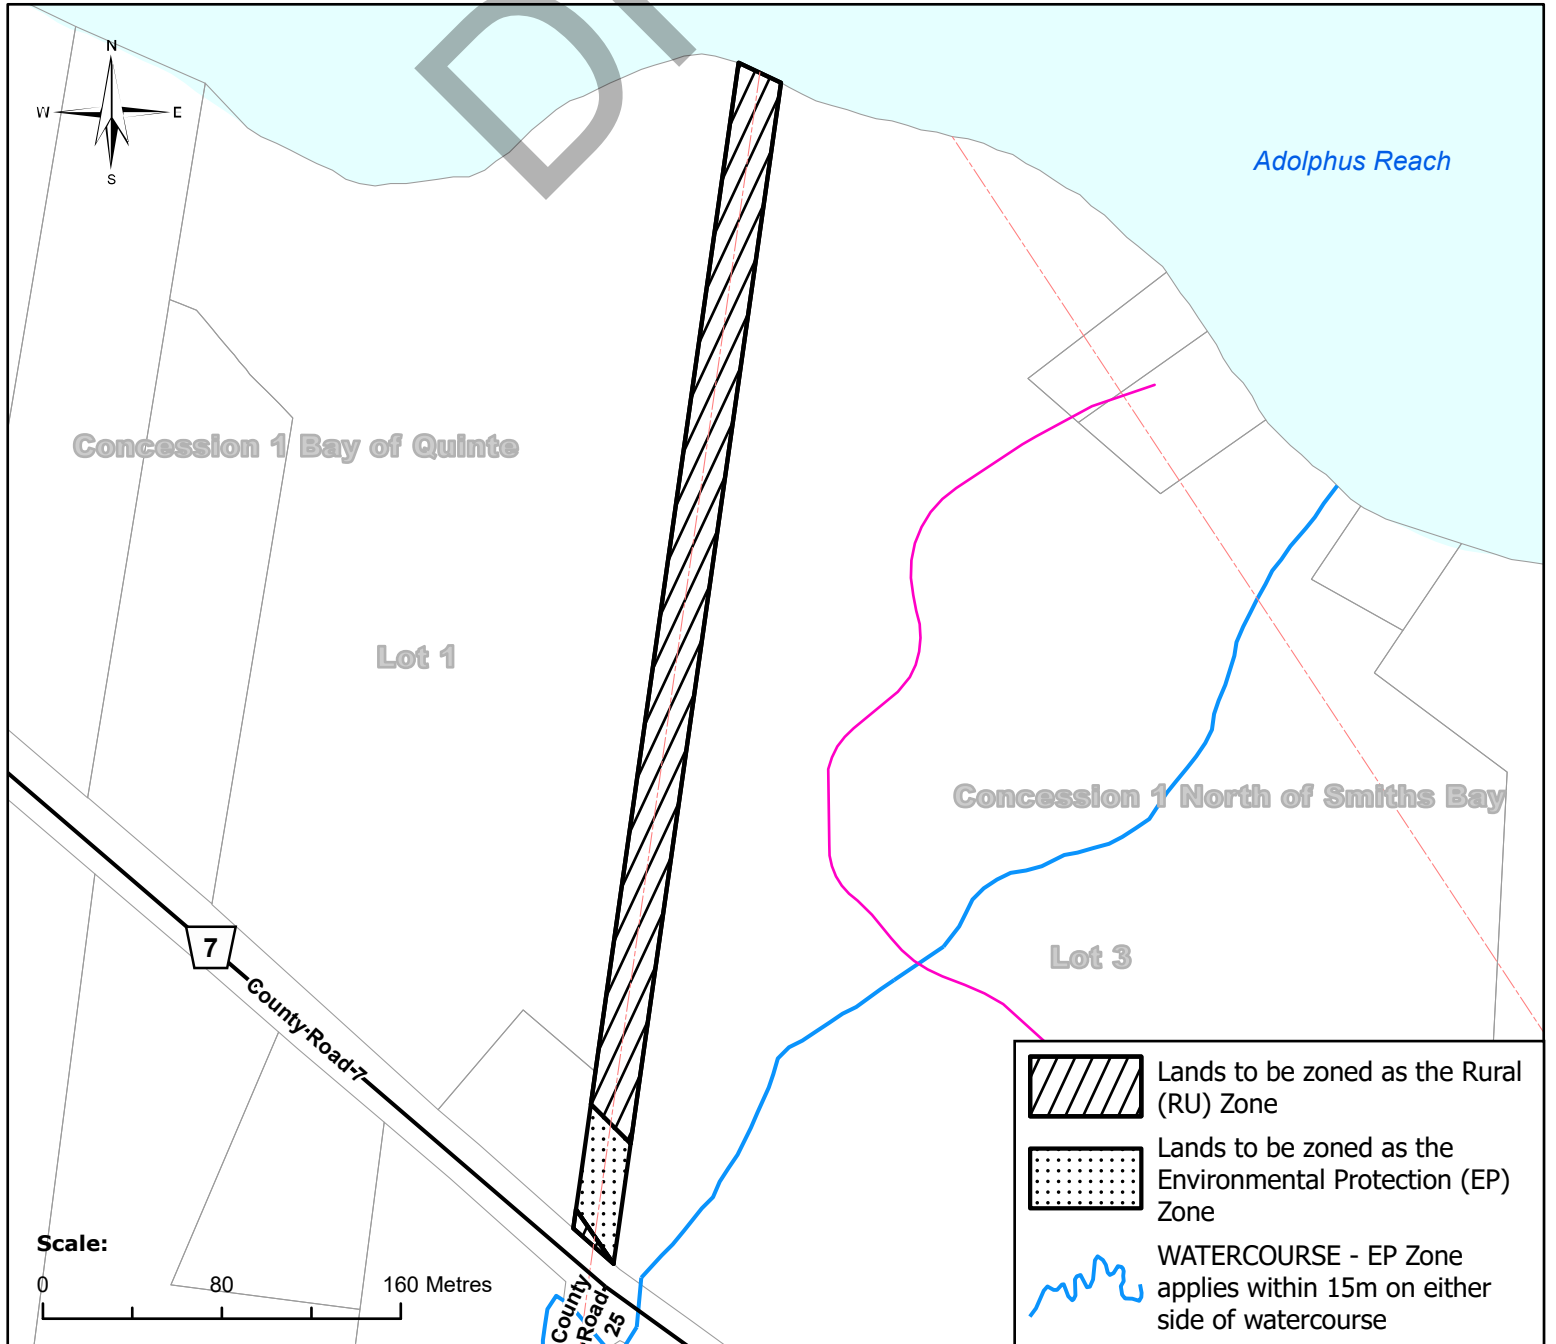 N
W E
S
Adolphus Reach
Concession 1 Bay of Quinte
Lot 1
Concession 1 North of Smiths Bay
7
Lot 3
County Road 7
Lands to be zoned as the Rural
(RU) Zone
Lands to be zoned as the
Environmental Protection (EP)
Zone
WATERCOURSE - EP Zone
applies within 15m on either
side of watercourse
Scale:
0 80 160 Metres
County
Road
25